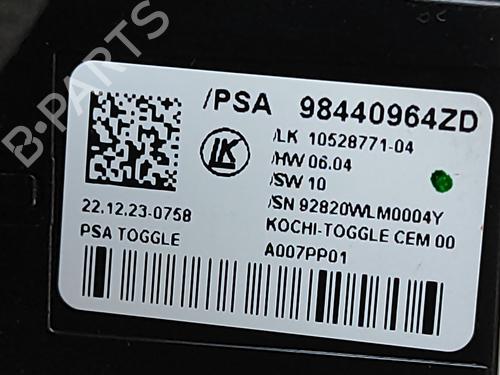 /PSA 98440964ZD
/LK 10528771-04
/HW 06.04
/SW 10
/SN 92820WLM0004Y
KOCHI-TOGGLE CEM 00
A007PP01
LK
22.12.23-0758
PSA TOGGLE
B-PARTS